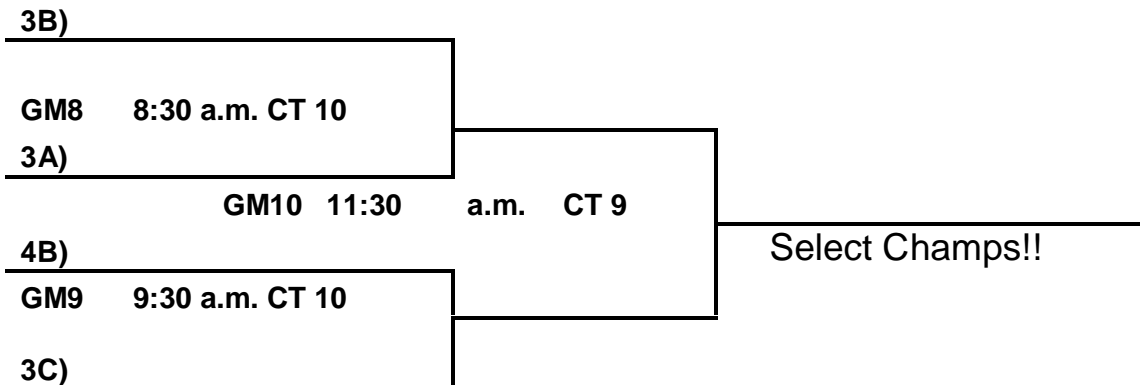 3B)
GM8 8:30 a.m. CT 10
3A)
GM10 11:30 a.m. CT 9
4B)
Select Champs!!
GM9 9:30 a.m. CT 10
3C)